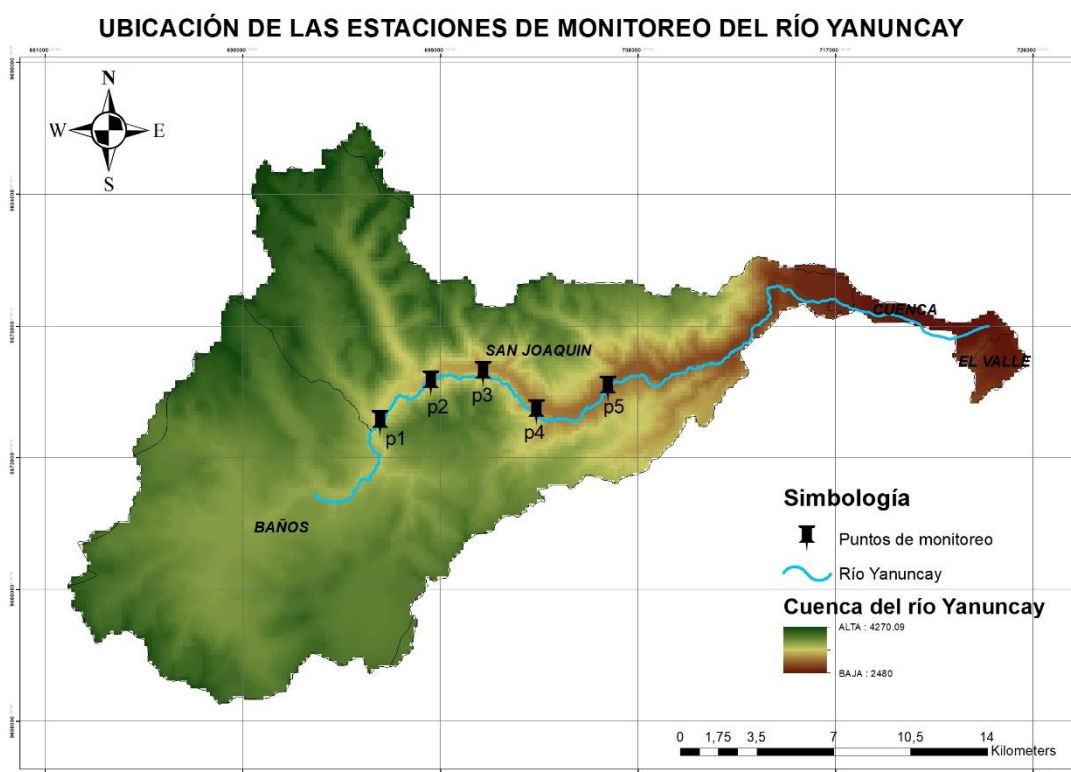 UBICACIÓN DE LAS ESTACIONES DE MONITOREO DEL RÍO YANUNCAY
681000 690000 699000 708000 717000 726000
N
W E
S
SAN JOAQUIN
CUENCA
EL VALLE
p1
p2
p3
p4
p5
BAÑOS
Simbología
Puntos de monitoreo
Río Yanuncay
Cuenca del río Yanuncay
ALTA : 4270.09
BAJA : 2480
0 1,75 3,5 7 10,5 14
Kilometers